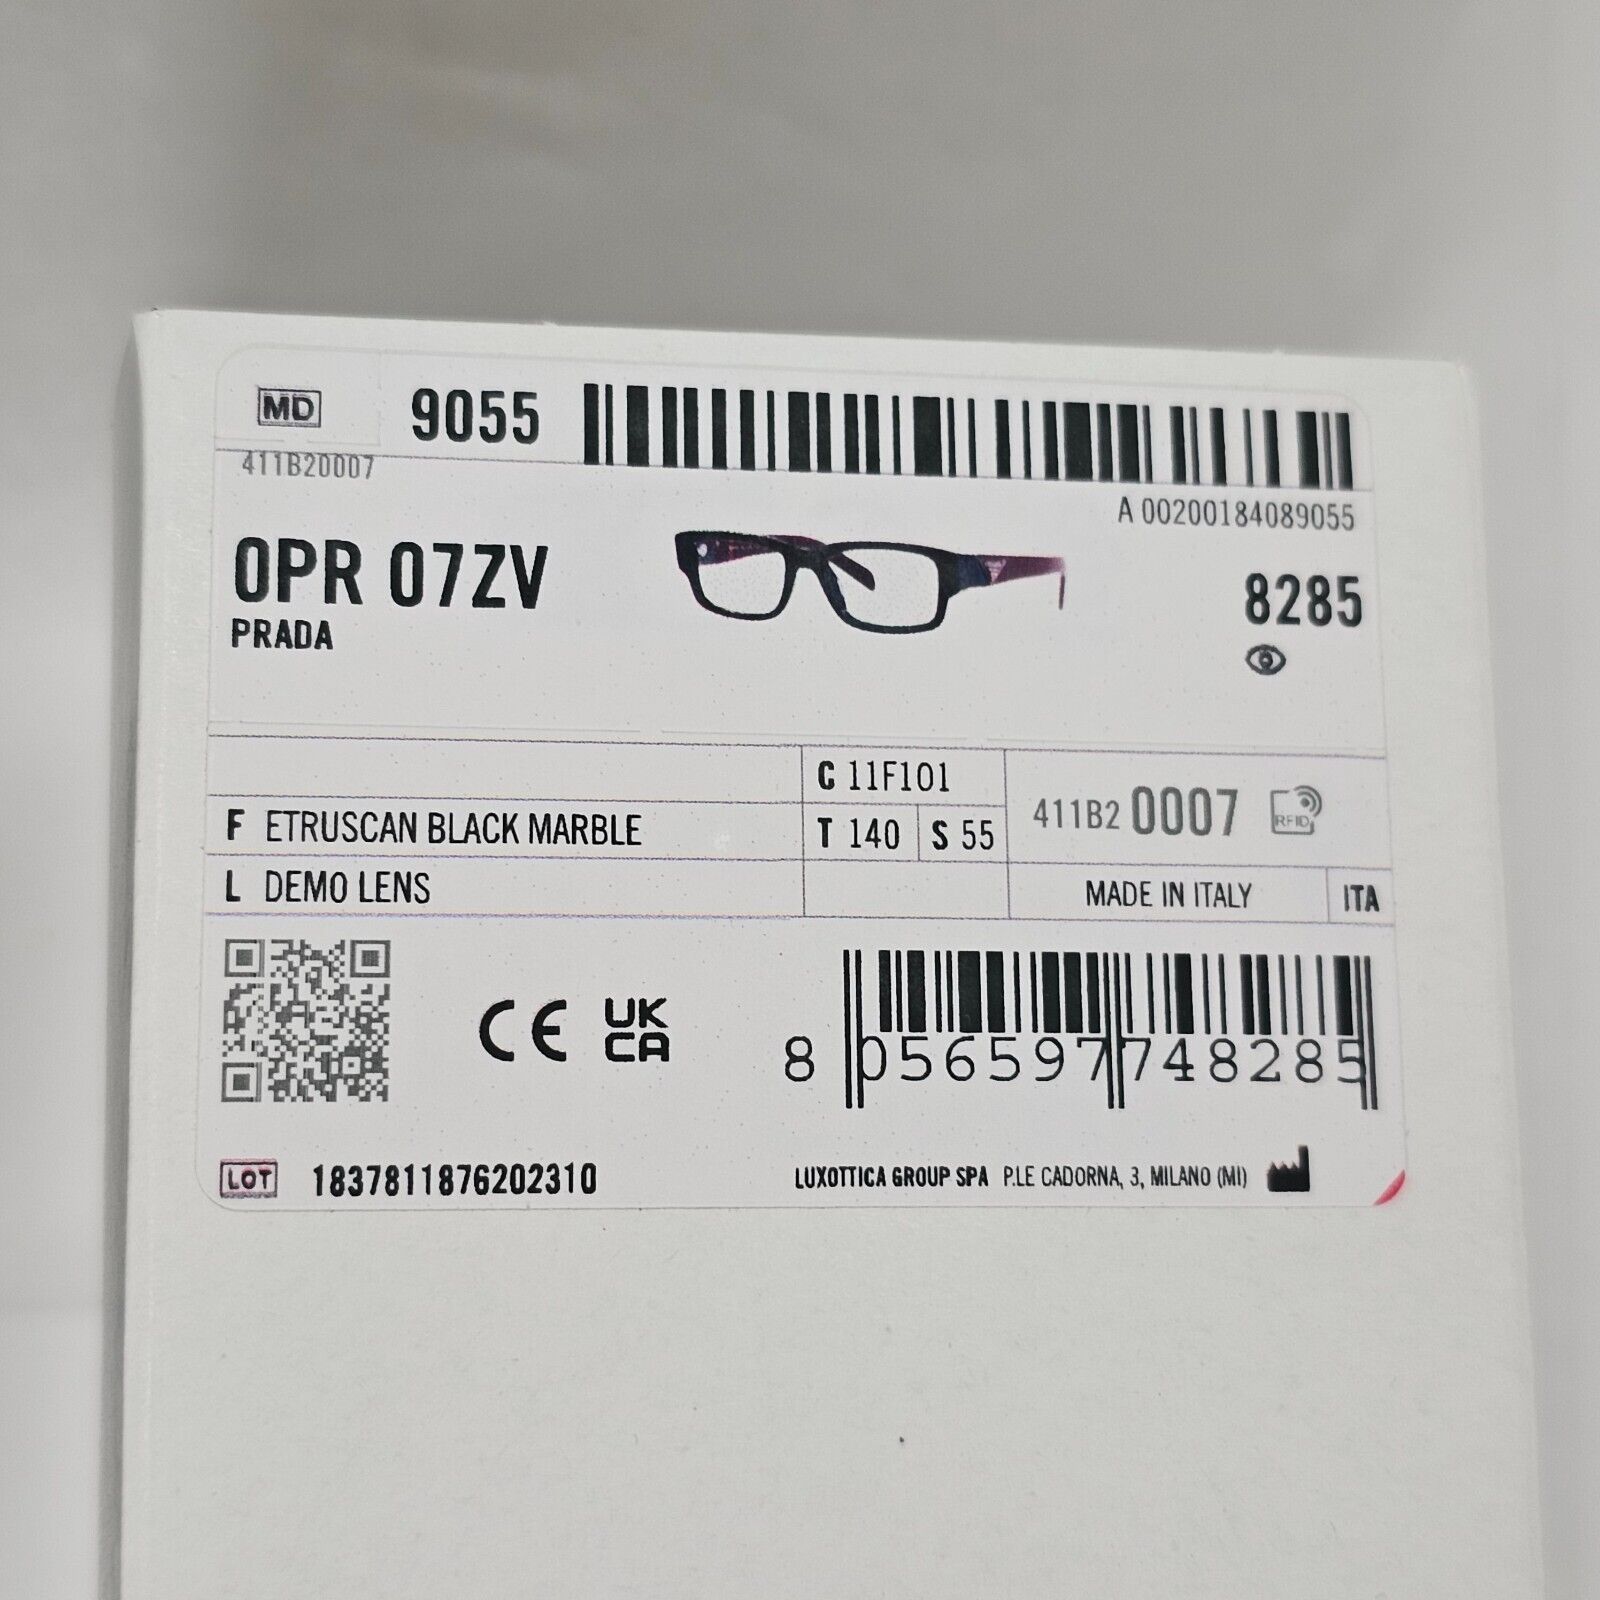 MD 9055
411B20007
A 00200184089055
0PR 07ZV
8285
PRADA
C 11F101
F ETRUSCAN BLACK MARBLE
T 140 S 55
411B2 0007 RFID
L DEMO LENS
MADE IN ITALY ITA
CE UK CA
8 056597 748285
LOT 1837811876202310
LUXOTTICA GROUP SPA P.LE CADORNA, 3, MILANO (MI)